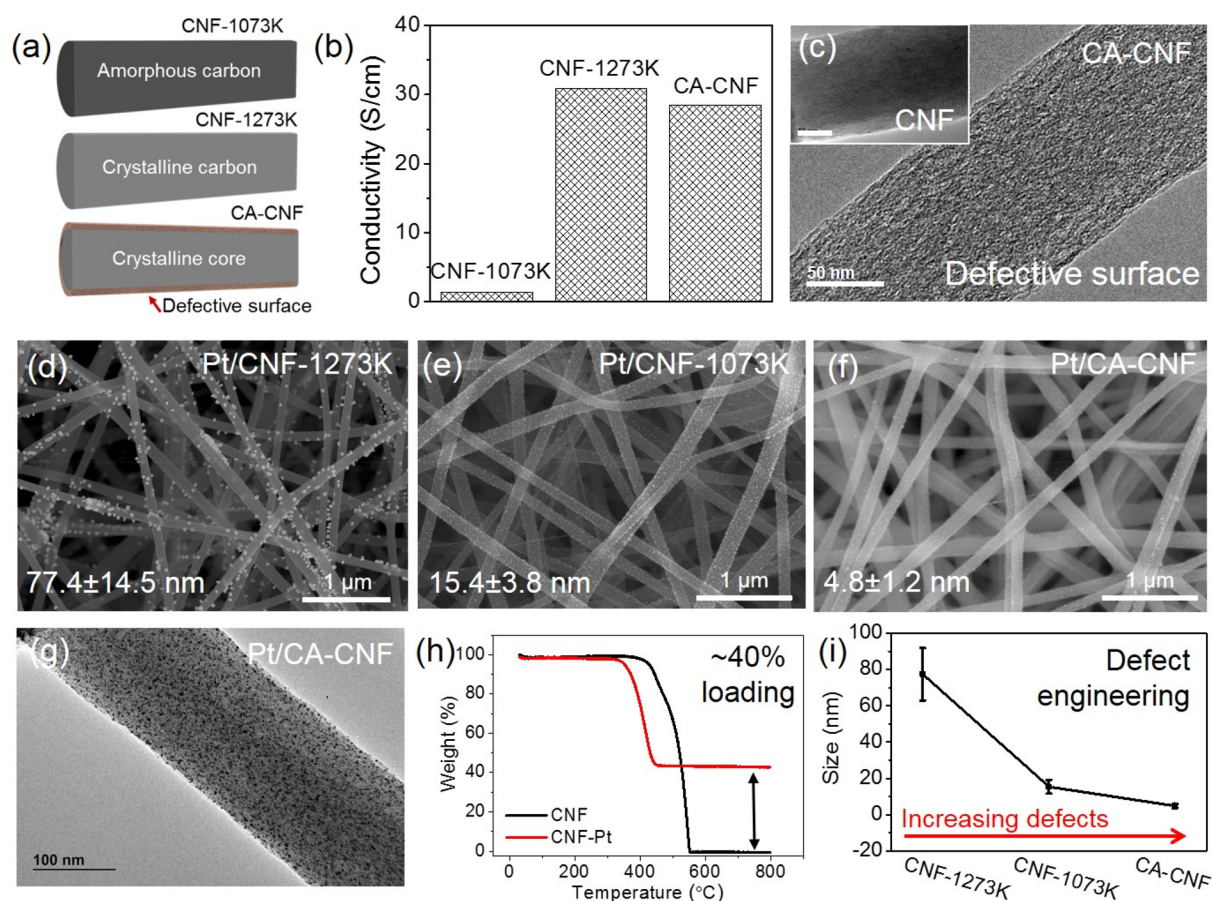 (a)
CNF-1073K
Amorphous carbon
CNF-1273K
Crystalline carbon
CA-CNF
Crystalline core
Defective surface
(b)
Conductivity (S/cm)
40
30
20
10
0
CNF-1073K
CNF-1273K
CA-CNF
(c)
CA-CNF
CNF
50 nm
Defective surface
(d)
Pt/CNF-1273K
77.4±14.5 nm
1 µm
(e)
Pt/CNF-1073K
15.4±3.8 nm
1 µm
(f)
Pt/CA-CNF
4.8±1.2 nm
1 µm
(g)
Pt/CA-CNF
100 nm
(h)
~40%
loading
Weight (%)
100
80
60
40
20
0
CNF
CNF-Pt
0 200 400 600 800
Temperature (°C)
(i)
Defect
engineering
Size (nm)
100
80
60
40
20
0
-20
Increasing defects
CNF-1273K
CNF-1073K
CA-CNF